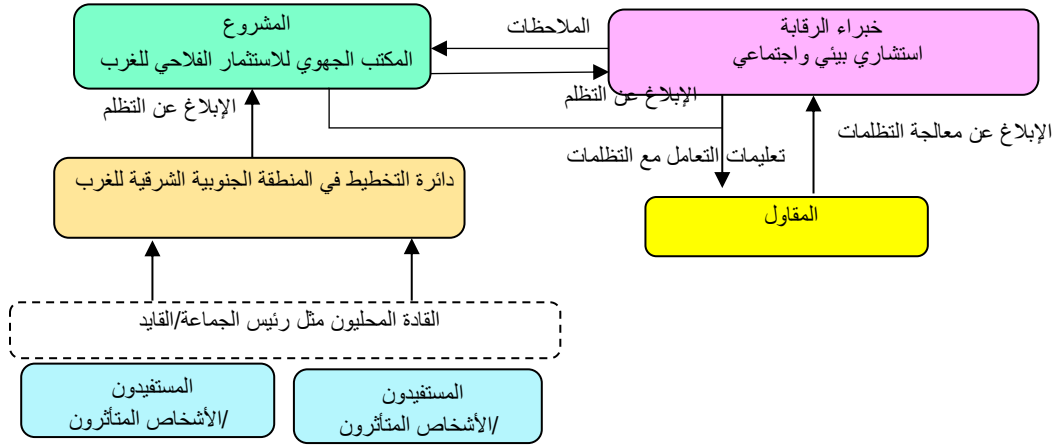 المشروع
المكتب الجهوي للاستثمار الفلاحي للغرب
الملاحظات
خبراء الرقابة
استشاري بيئي واجتماعي
الإبلاغ عن التظلم
الإبلاغ عن التظلم
الإبلاغ عن معالجة التظلمات
تعليمات التعامل مع التظلمات
دائرة التخطيط في المنطقة الجنوبية الشرقية للغرب
المقاول
القادة المحليون مثل رئيس الجماعة/القايد
المستفيدون
/الأشخاص المتأثرون
المستفيدون
/الأشخاص المتأثرون